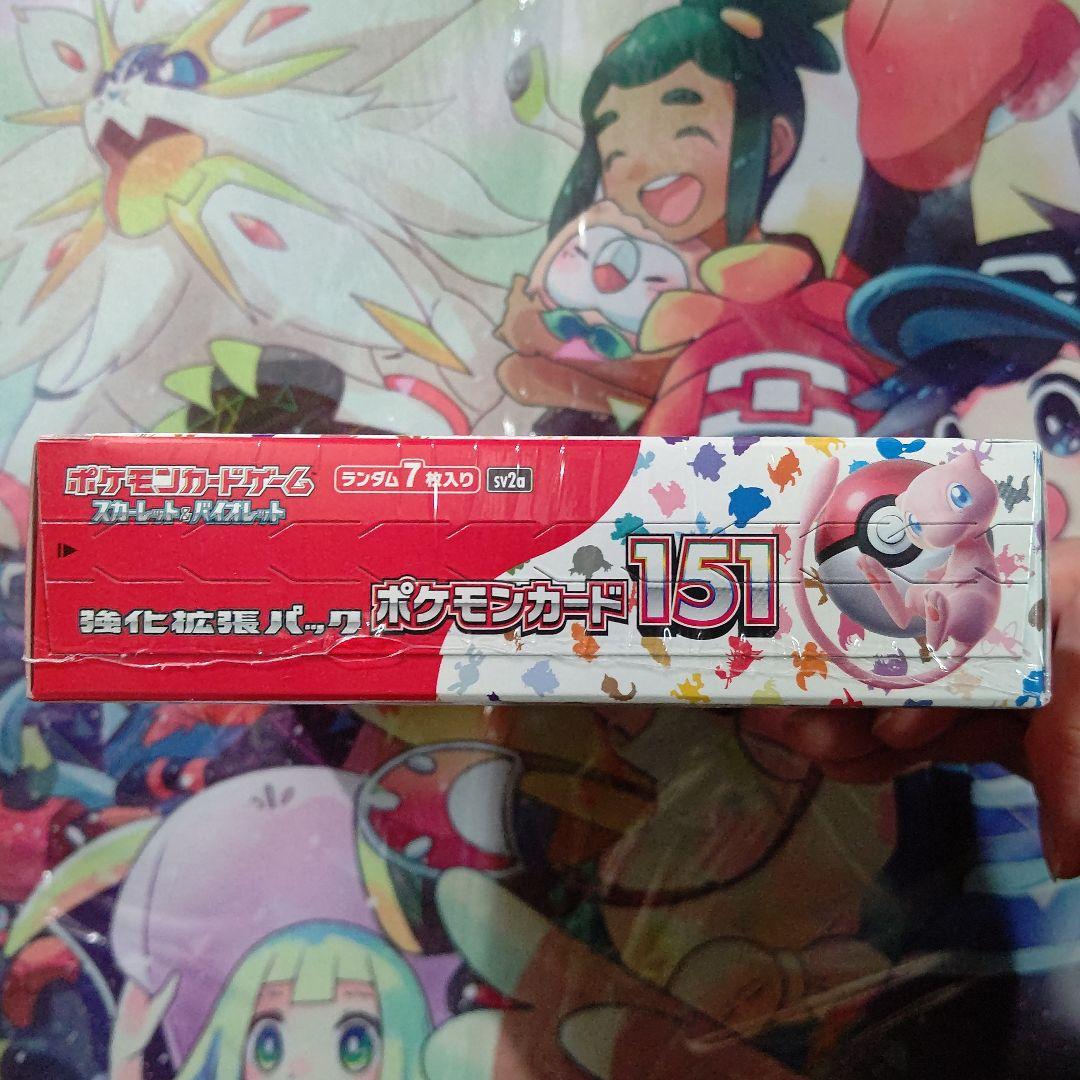 ポケモンカードゲーム
スカーレット&バイオレット
ランダム7枚入り
sv2a
強化拡張パック
ポケモンカード151